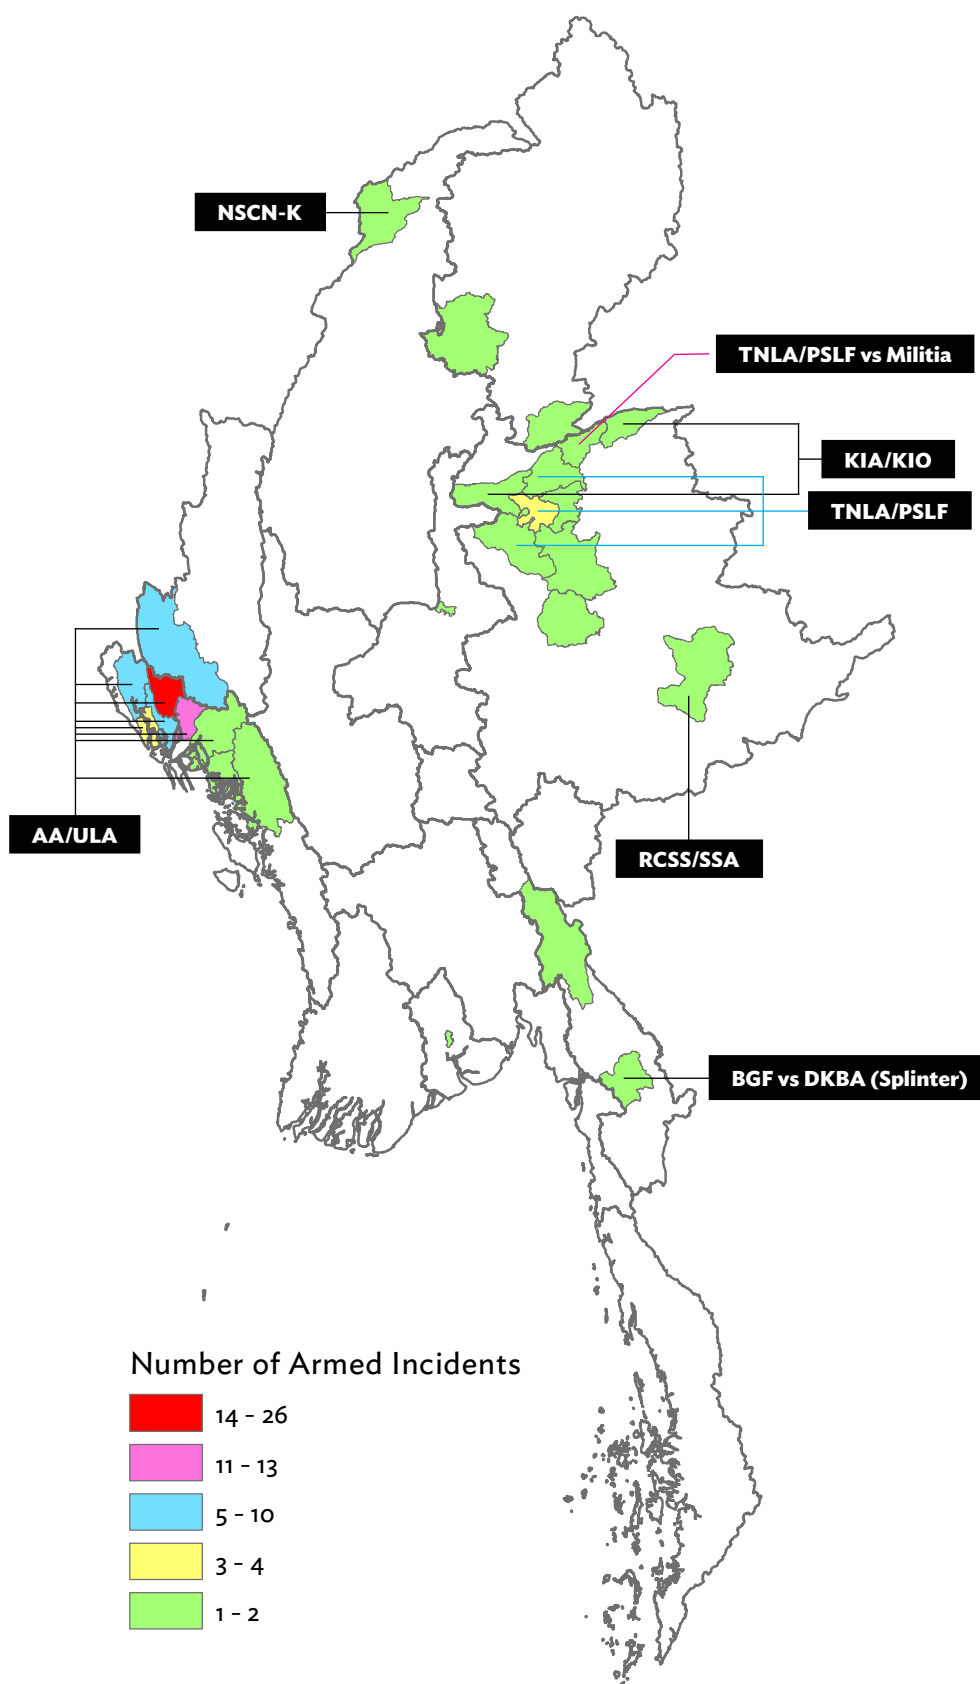 NSCN-K
TNLA/PSLF vs Militia
KIA/KIO
TNLA/PSLF
AA/ULA
RCSS/SSA
BGF vs DKBA (Splinter)
Number of Armed Incidents
14 - 26
11 - 13
5 - 10
3 - 4
1 - 2